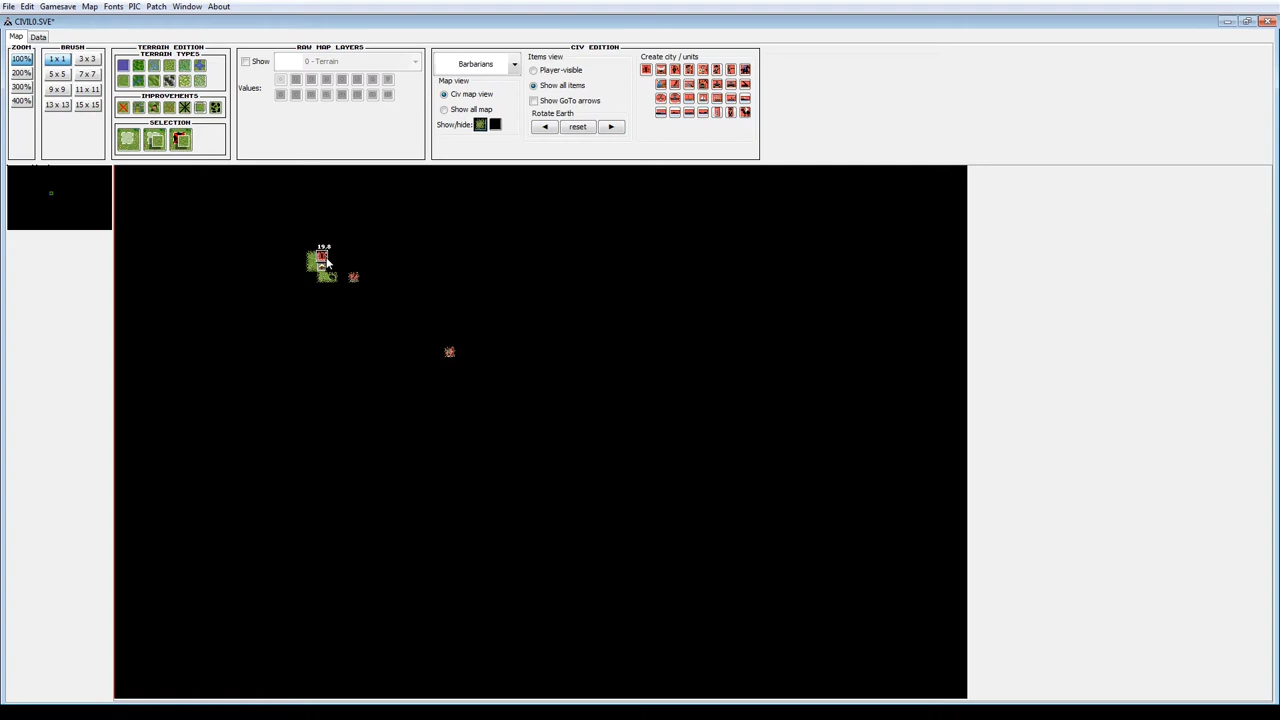 File Edit Gamesave Map Fonts PIC Patch Window About
CIVIL0.SVE*
Map Data
ZOOM
100%
200%
300%
400%
BRUSH
1 x 1 3 x 3
5 x 5 7 x 7
9 x 9 11 x 11
13 x 13 15 x 15
TERRAIN EDITION
TERRAIN TYPES
IMPROVEMENTS
SELECTION
RAW MAP LAYERS
Show 0 - Terrain
Values:
CIV EDITION
Barbarians
Map view
Civ map view
Show all map
Show/hide:
Items view
Player-visible
Show all items
Show GoTo arrows
Rotate Earth
reset
Create city / units
19.8